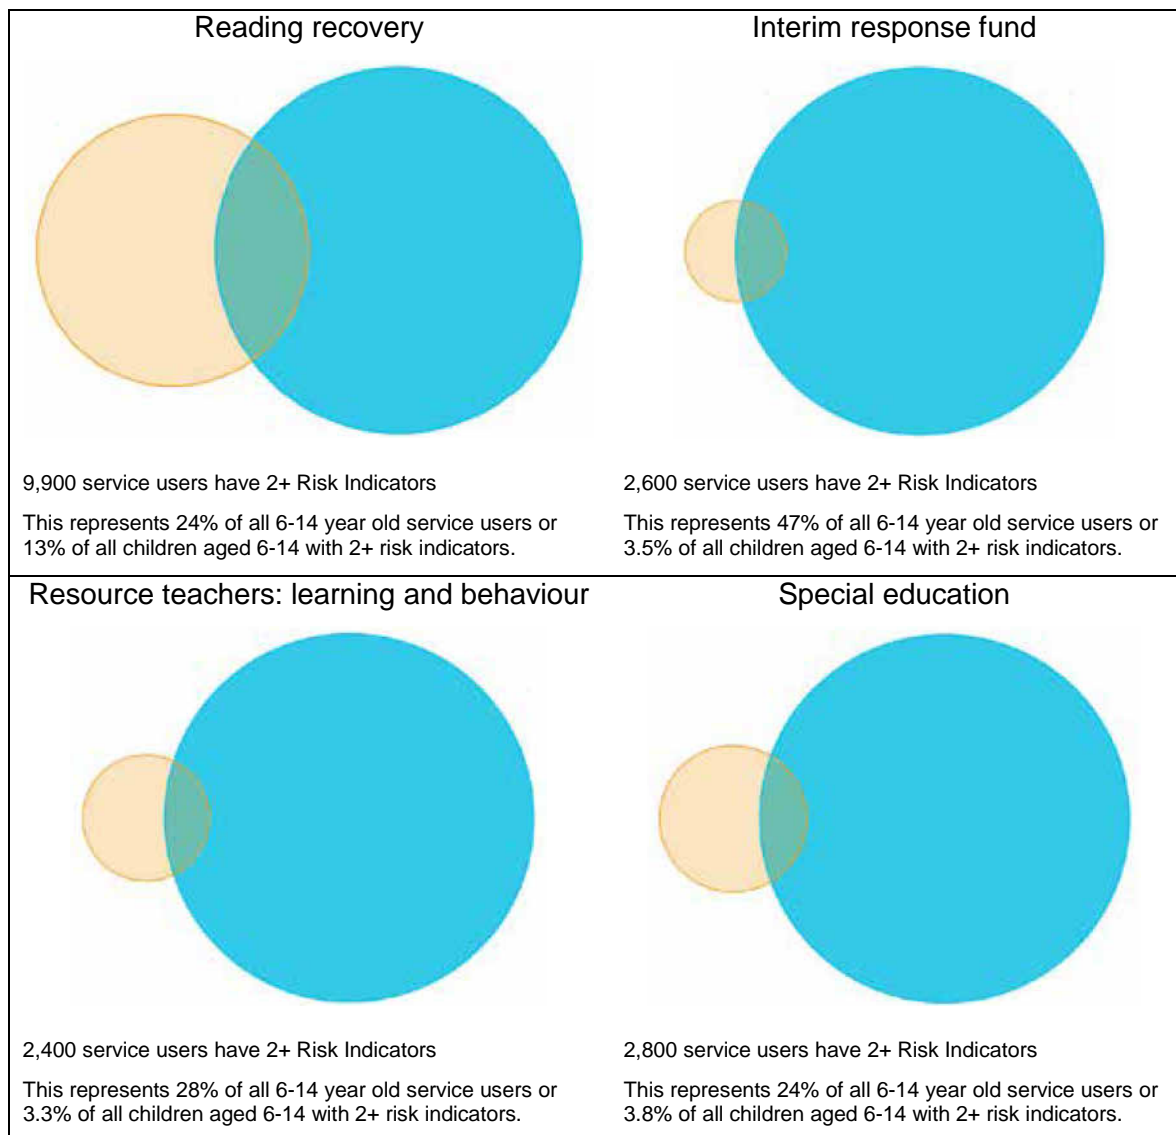 Reading recovery
9,900 service users have 2+ Risk Indicators
This represents 24% of all 6-14 year old service users or
13% of all children aged 6-14 with 2+ risk indicators.
Interim response fund
2,600 service users have 2+ Risk Indicators
This represents 47% of all 6-14 year old service users or
3.5% of all children aged 6-14 with 2+ risk indicators.
Resource teachers: learning and behaviour
2,400 service users have 2+ Risk Indicators
This represents 28% of all 6-14 year old service users or
3.3% of all children aged 6-14 with 2+ risk indicators.
Special education
2,800 service users have 2+ Risk Indicators
This represents 24% of all 6-14 year old service users or
3.8% of all children aged 6-14 with 2+ risk indicators.